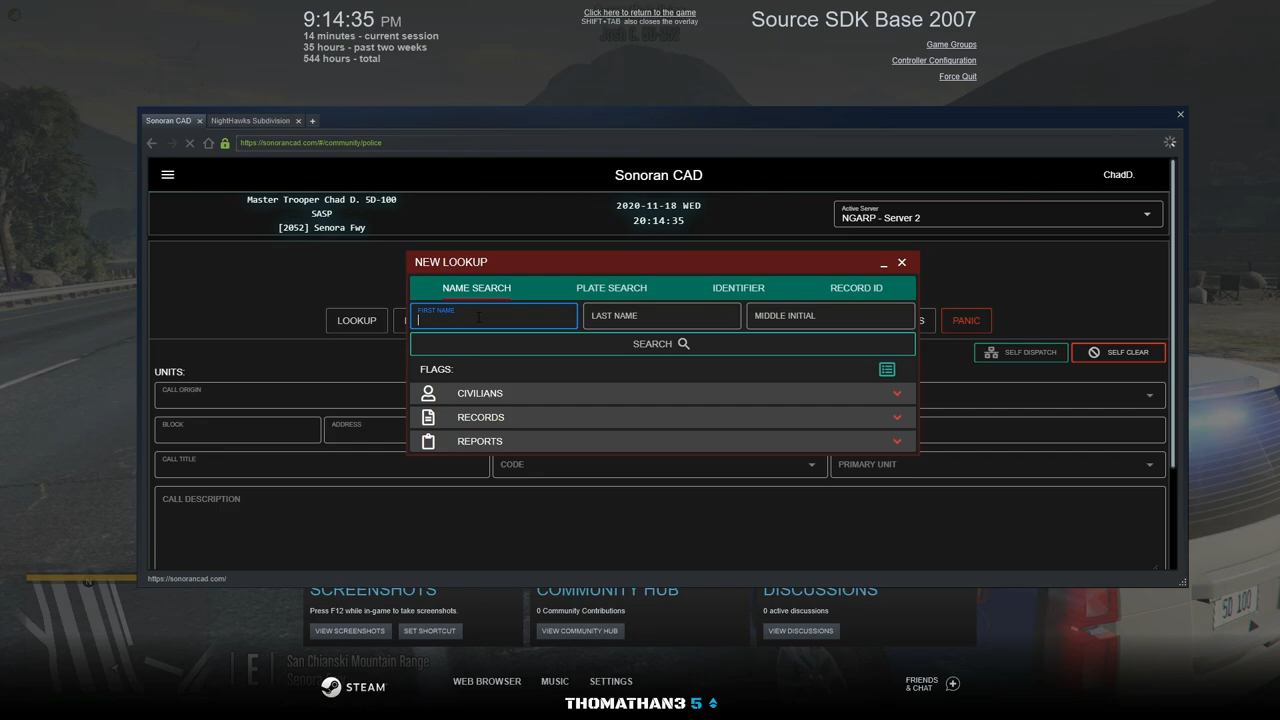 9:14:35 PM
14 minutes - current session
35 hours - past two weeks
544 hours - total
Click here to return to the game
SHIFT+TAB also closes the overlay
Source SDK Base 2007
Game Groups
Controller Configuration
Force Quit
Sonoran CAD
NightHawks Subdivision
https://sonorancad.com/#/community/police
Sonoran CAD
ChadD.
Master Trooper Chad D. 5D-100
SASP
[2052] Senora Fwy
2020-11-18 WED
20:14:35
Active Server
NGARP - Server 2
NEW LOOKUP
NAME SEARCH
PLATE SEARCH
IDENTIFIER
RECORD ID
FIRST NAME
LAST NAME
MIDDLE INITIAL
SEARCH
FLAGS:
CIVILIANS
RECORDS
REPORTS
LOOKUP
S
PANIC
SELF DISPATCH
SELF CLEAR
UNITS:
CALL ORIGIN
BLOCK
ADDRESS
CALL TITLE
CODE
PRIMARY UNIT
CALL DESCRIPTION
https://sonorancad.com/
SCREENSHOTS
COMMUNITY HUB
DISCUSSIONS
Press F12 while in-game to take screenshots.
0 Community Contributions
0 active discussions
VIEW SCREENSHOTS
SET SHORTCUT
VIEW COMMUNITY HUB
VIEW DISCUSSIONS
50 100
N
E
San Chianski Mountain Range
STEAM
WEB BROWSER
MUSIC
SETTINGS
FRIENDS
& CHAT
THOMATHAN3 5